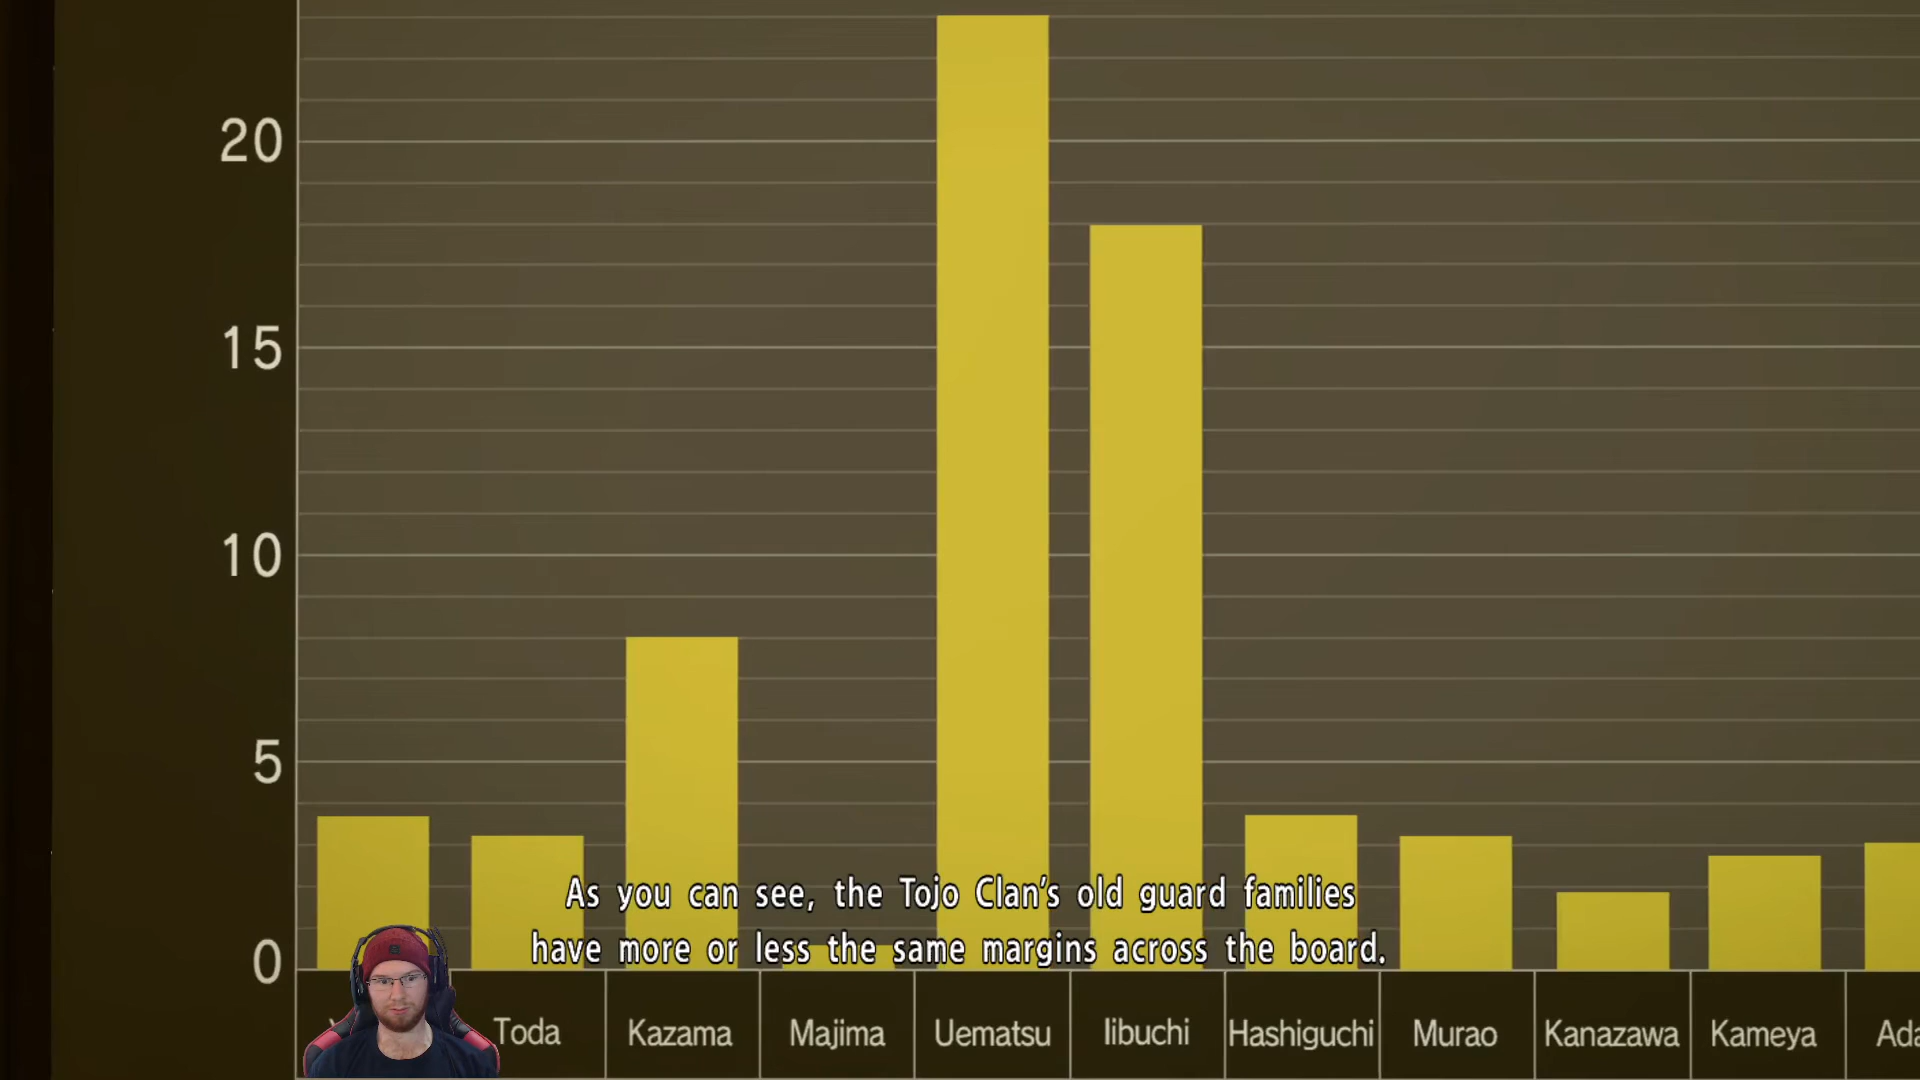 20
15
10
5
0
As you can see, the Tojo Clan's old guard families
have more or less the same margins across the board.
Toda Kazama Majima Uematsu Iibuchi Hashiguchi Murao Kanazawa Kameya